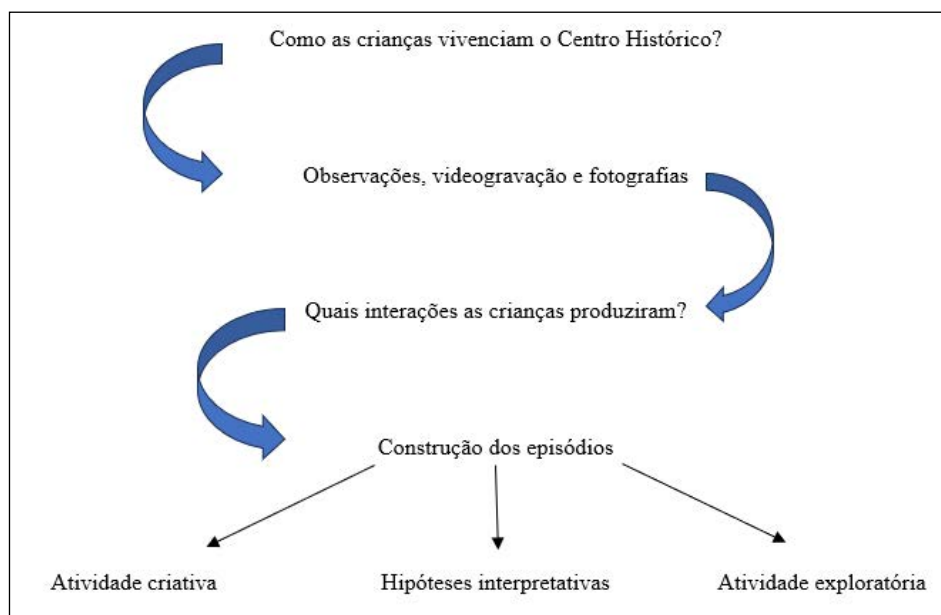 Como as crianças vivenciam o Centro Histórico?
Observações, videogravação e fotografias
Quais interações as crianças produziram?
Construção dos episódios
Atividade criativa
Hipóteses interpretativas
Atividade exploratória